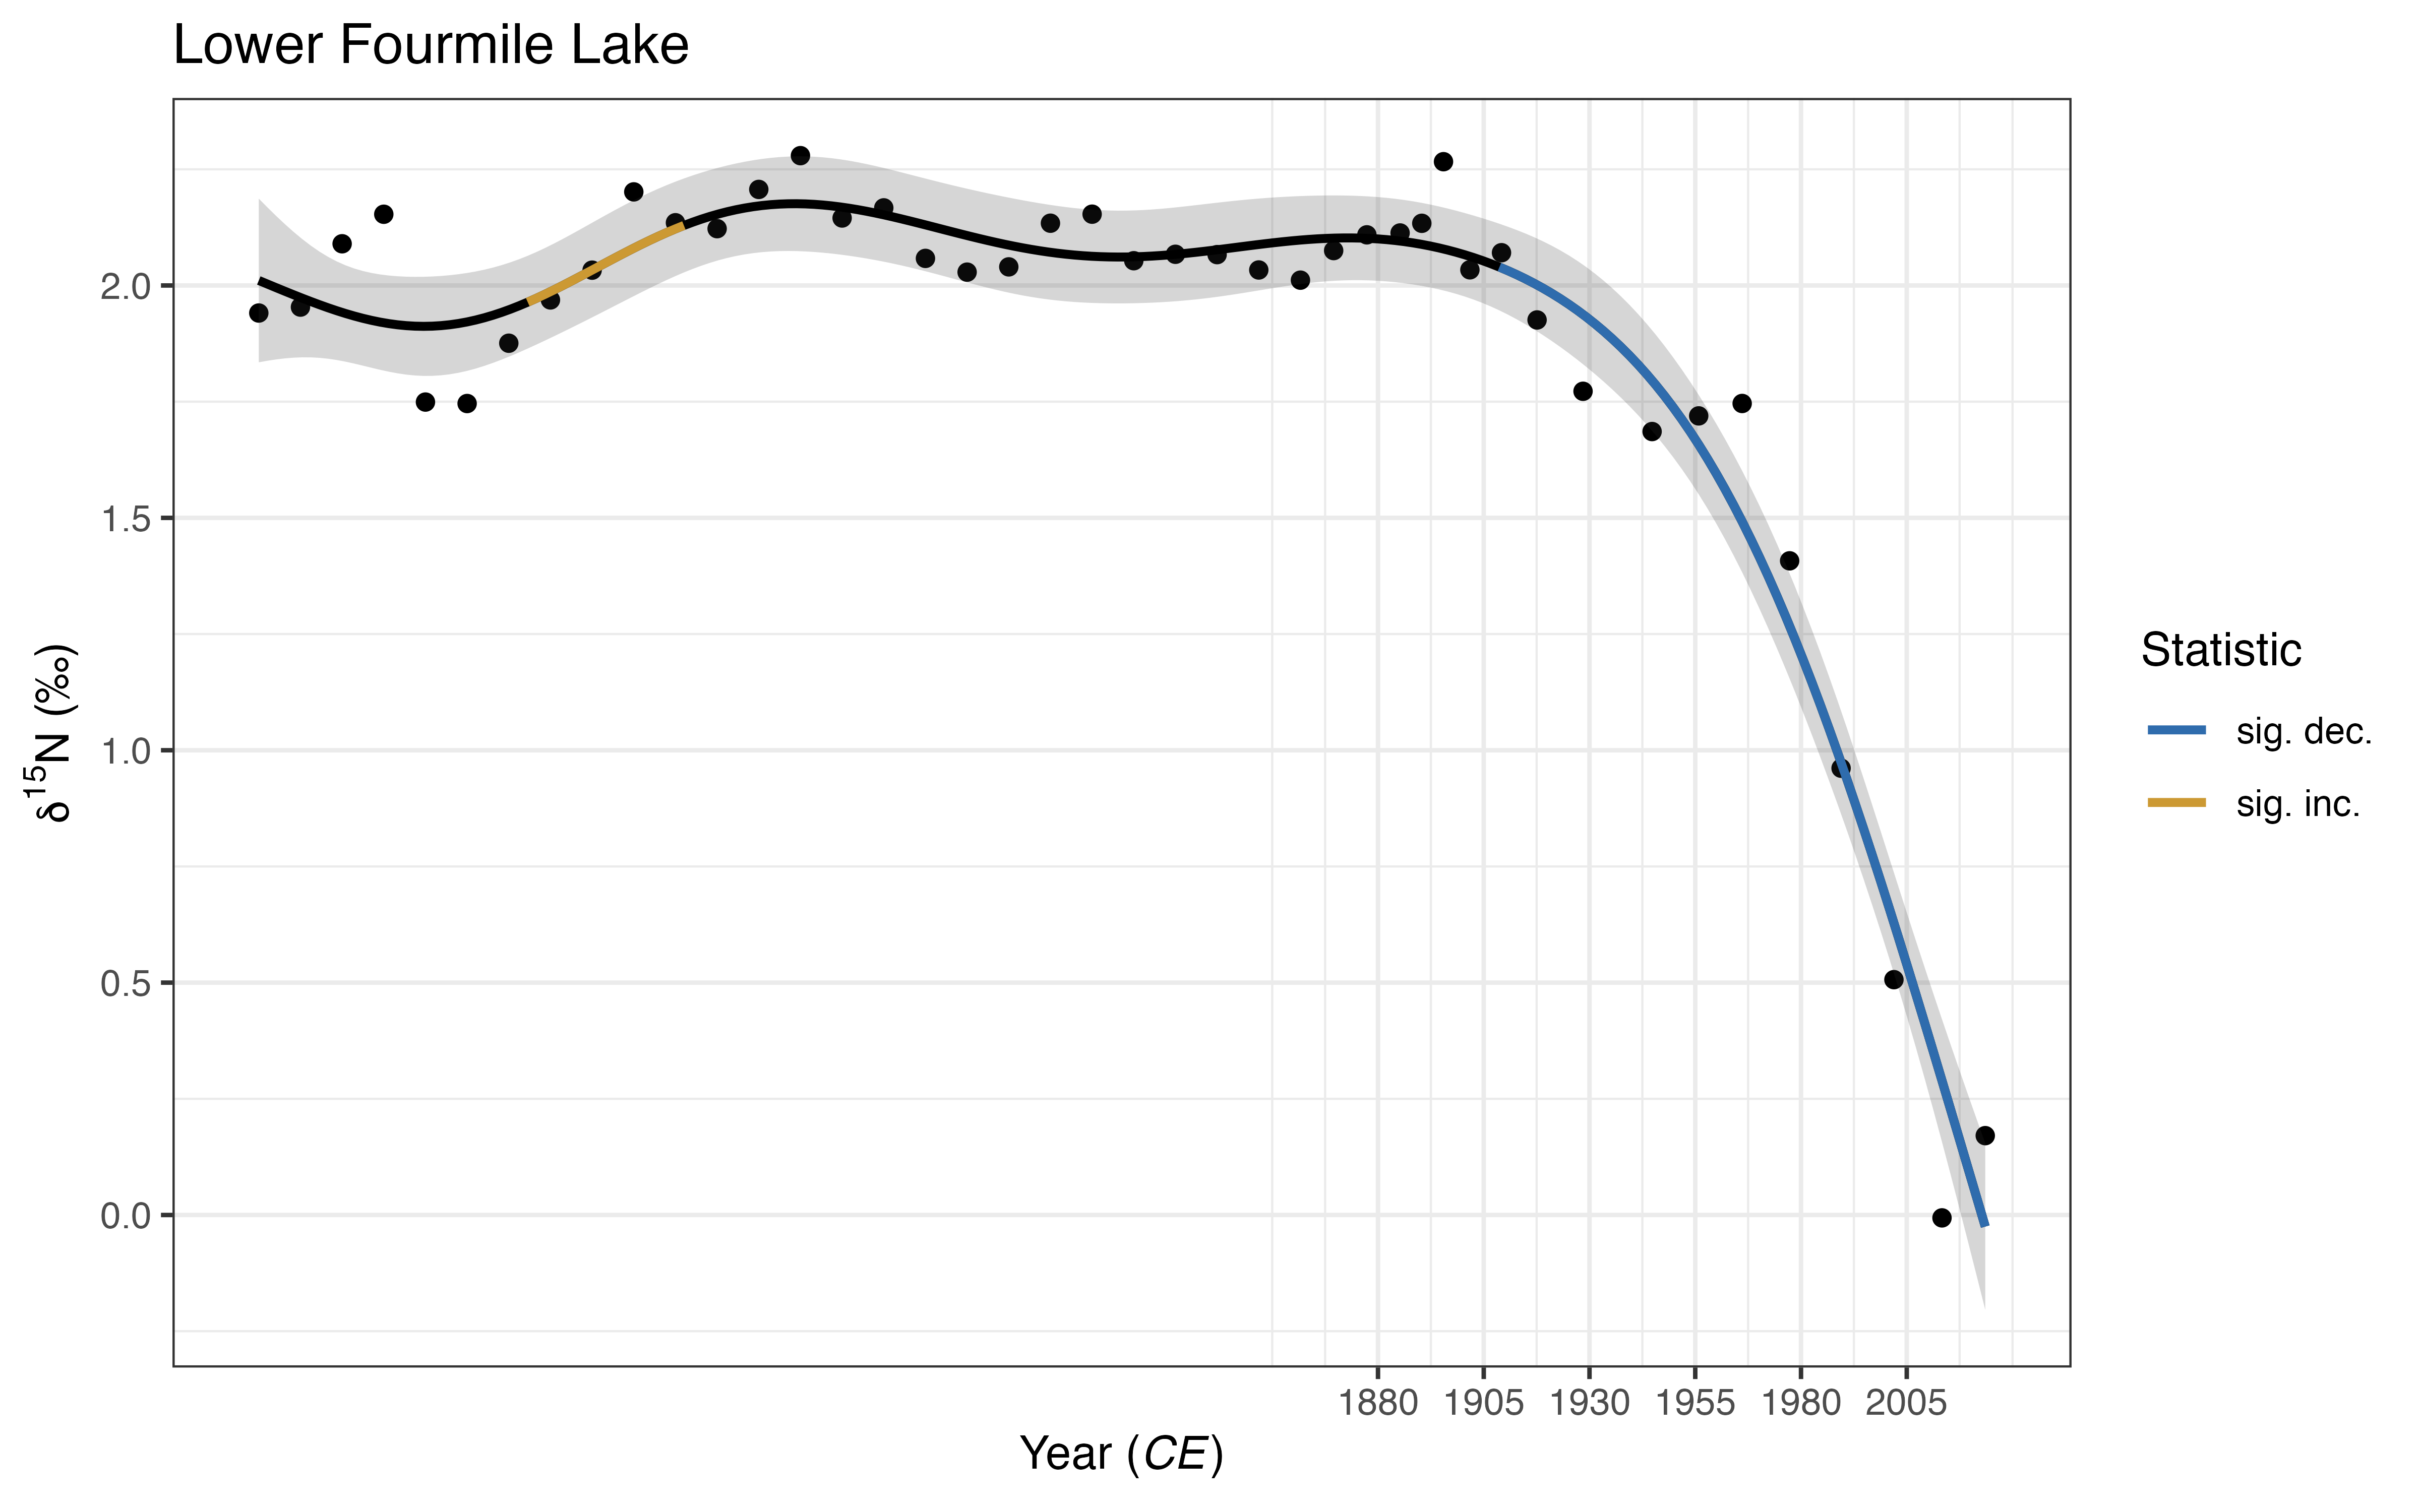 Lower Fourmile Lake
2.0
1.5
1.0
0.5
0.0
δ¹⁵N (‰)
1880 1905 1930 1955 1980 2005
Year (CE)
Statistic
sig. dec.
sig. inc.